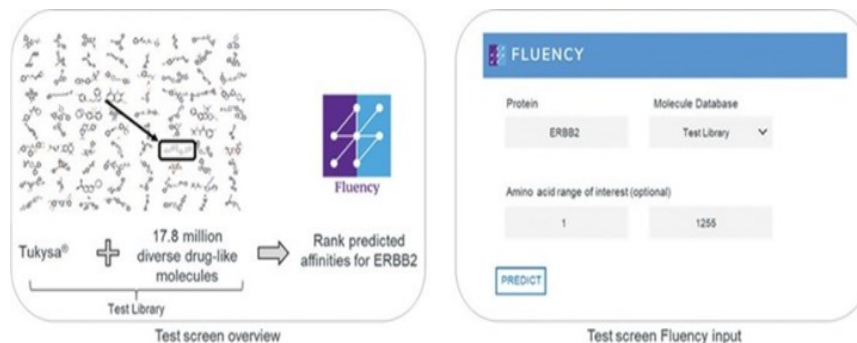 Fluency
Tukysa®
17.8 million
diverse drug-like
molecules
Rank predicted
affinities for ERBB2
Test Library
Test screen overview
FLUENCY
Protein
Molecule Database
ERBB2
Test Library
Amino acid range of interest (optional)
1
1255
PREDICT
Test screen Fluency input